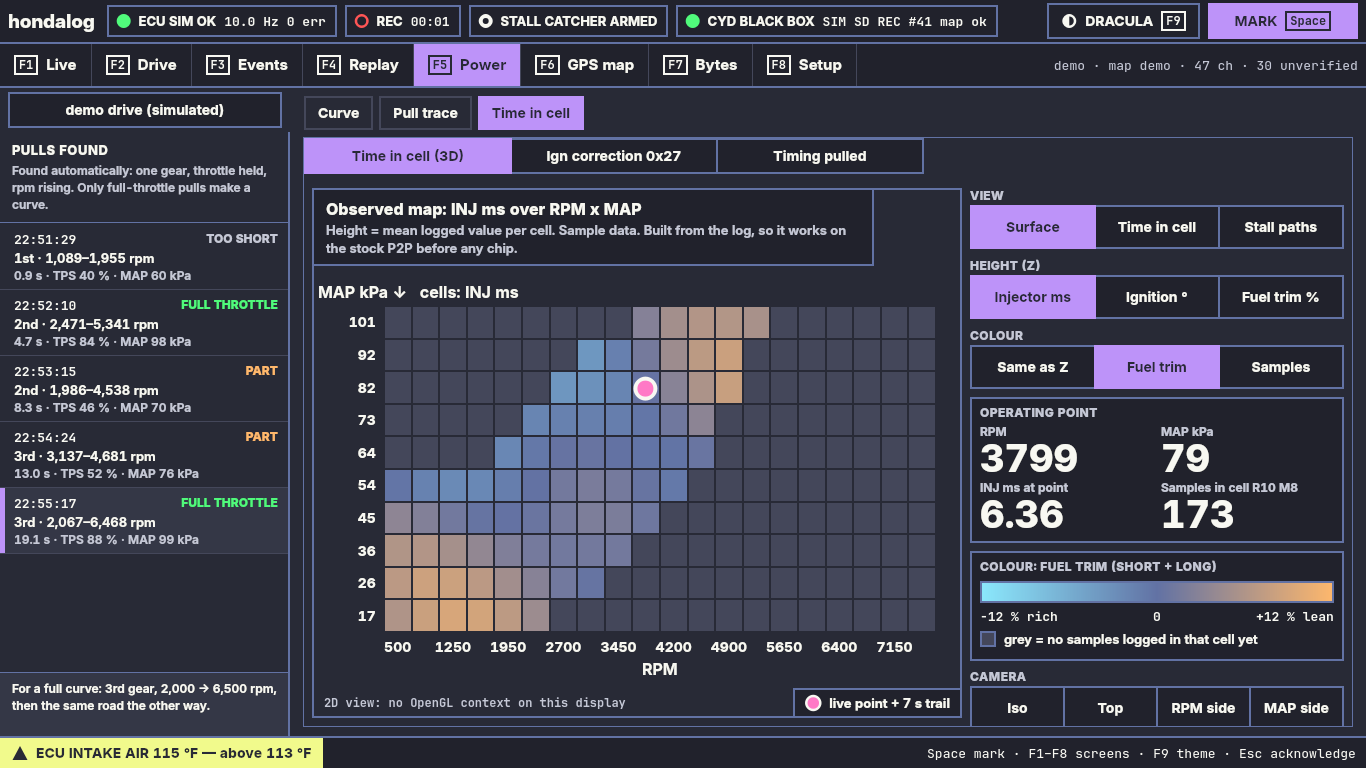 hondalog
ECU SIM OK 10.0 Hz 0 err
REC 00:01
STALL CATCHER ARMED
CYD BLACK BOX SIM SD REC #41 map ok
DRACULA F9
MARK Space
F1 Live
F2 Drive
F3 Events
F4 Replay
F5 Power
F6 GPS map
F7 Bytes
F8 Setup
demo · map demo · 47 ch · 30 unverified
demo drive (simulated)
PULLS FOUND
Found automatically: one gear, throttle held,
rpm rising. Only full-throttle pulls make a
curve.
22:51:29 TOO SHORT
1st · 1,089–1,955 rpm
0.9 s · TPS 40 % · MAP 60 kPa
22:52:10 FULL THROTTLE
2nd · 2,471–5,341 rpm
4.7 s · TPS 84 % · MAP 98 kPa
22:53:15 PART
2nd · 1,986–4,538 rpm
8.3 s · TPS 46 % · MAP 70 kPa
22:54:24 PART
3rd · 3,137–4,681 rpm
13.0 s · TPS 52 % · MAP 76 kPa
22:55:17 FULL THROTTLE
3rd · 2,067–6,468 rpm
19.1 s · TPS 88 % · MAP 99 kPa
For a full curve: 3rd gear, 2,000 → 6,500 rpm,
then the same road the other way.
Curve
Pull trace
Time in cell
Time in cell (3D)
Ign correction 0x27
Timing pulled
Observed map: INJ ms over RPM x MAP
Height = mean logged value per cell. Sample data. Built from the log, so it works on
the stock P2P before any chip.
MAP kPa ↓ cells: INJ ms
101
92
82
73
64
54
45
36
26
17
500 1250 1950 2700 3450 4200 4900 5650 6400 7150
RPM
2D view: no OpenGL context on this display
live point + 7 s trail
VIEW
Surface
Time in cell
Stall paths
HEIGHT (Z)
Injector ms
Ignition °
Fuel trim %
COLOUR
Same as Z
Fuel trim
Samples
OPERATING POINT
RPM MAP kPa
3799 79
INJ ms at point Samples in cell R10 M8
6.36 173
COLOUR: FUEL TRIM (SHORT + LONG)
-12 % rich 0 +12 % lean
grey = no samples logged in that cell yet
CAMERA
Iso
Top
RPM side
MAP side
ECU INTAKE AIR 115 °F — above 113 °F
Space mark · F1–F8 screens · F9 theme · Esc acknowledge